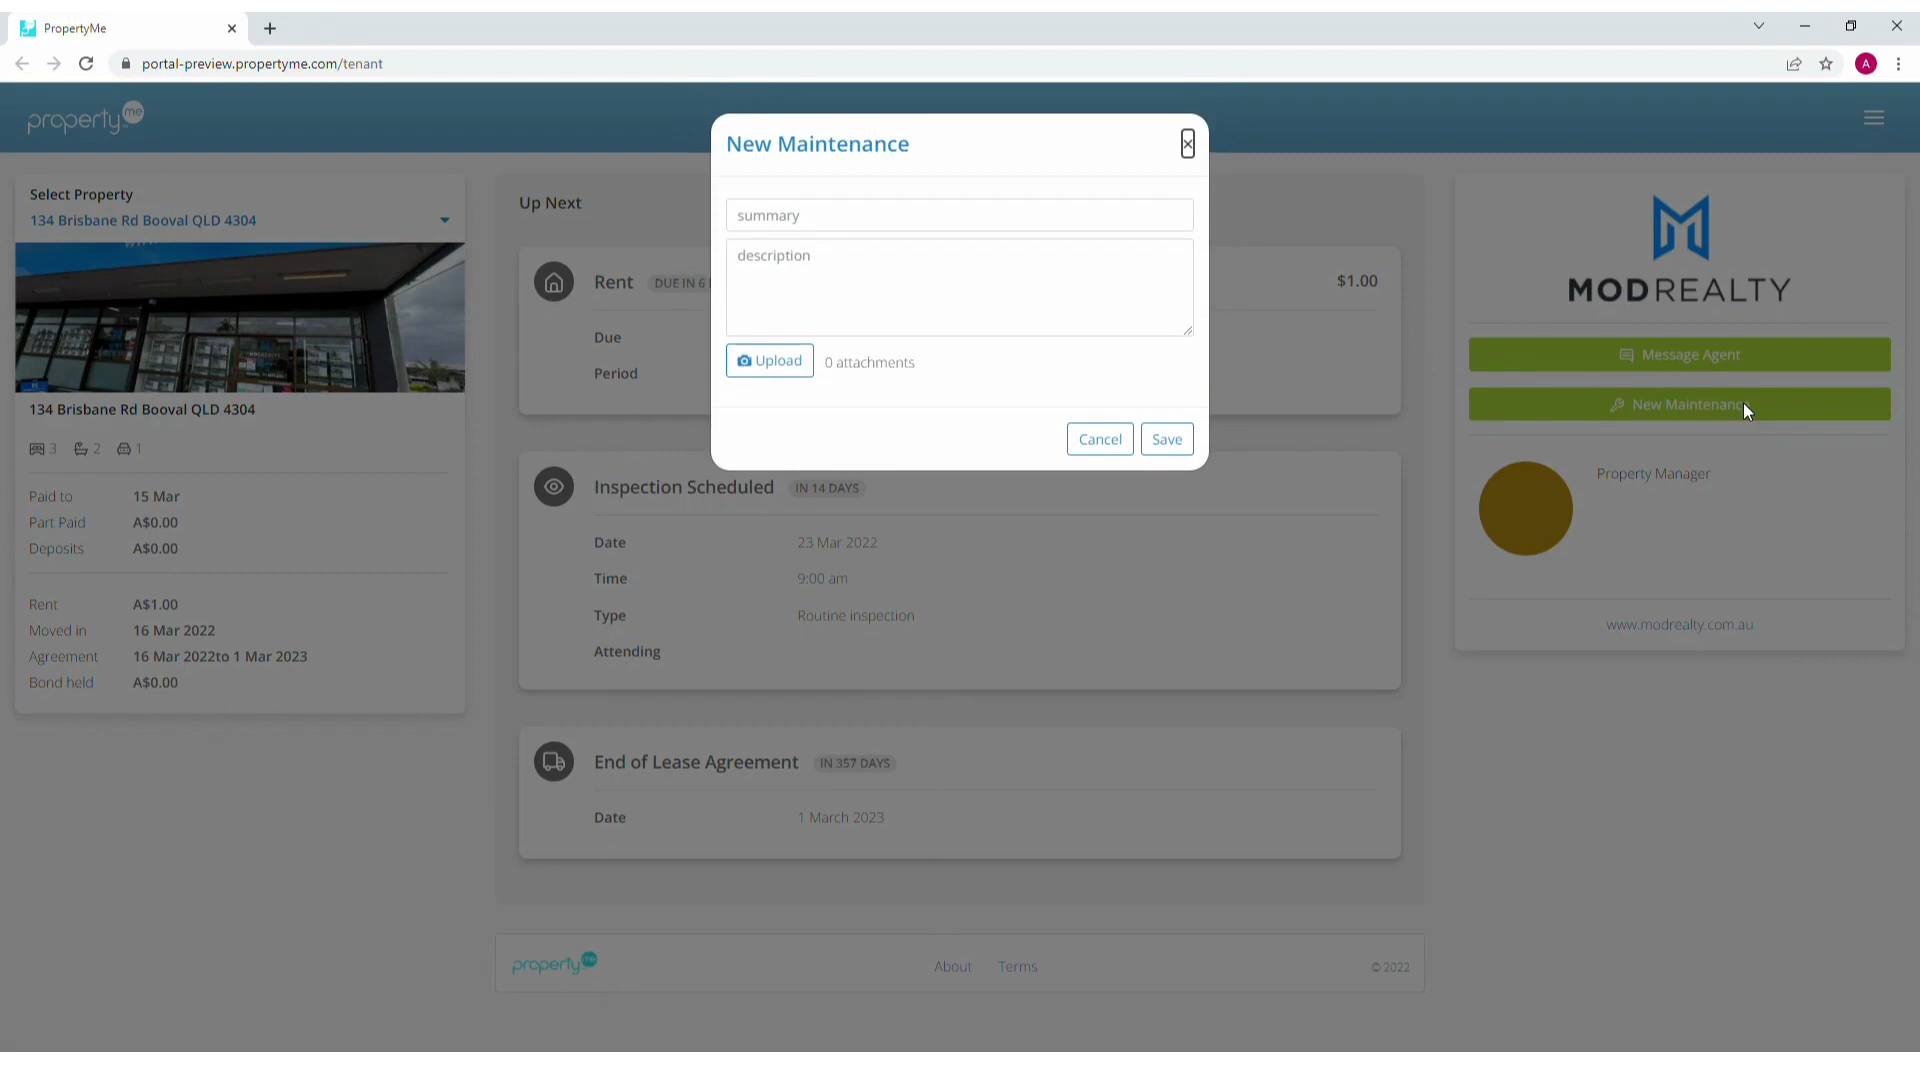 PropertyMe
portal-preview.propertyme.com/tenant
A
property me
New Maintenance
summary
description
Upload
0 attachments
Cancel
Save
Select Property
134 Brisbane Rd Booval QLD 4304
134 Brisbane Rd Booval QLD 4304
3 2 1
Paid to 15 Mar
Part Paid A$0.00
Deposits A$0.00
Rent A$1.00
Moved in 16 Mar 2022
Agreement 16 Mar 2022to 1 Mar 2023
Bond held A$0.00
Up Next
Rent DUE IN 6 $1.00
Due
Period
Inspection Scheduled IN 14 DAYS
Date 23 Mar 2022
Time 9:00 am
Type Routine inspection
Attending
End of Lease Agreement IN 357 DAYS
Date 1 March 2023
property me About Terms © 2022
MODREALTY
Message Agent
New Maintenance
Property Manager
www.modrealty.com.au